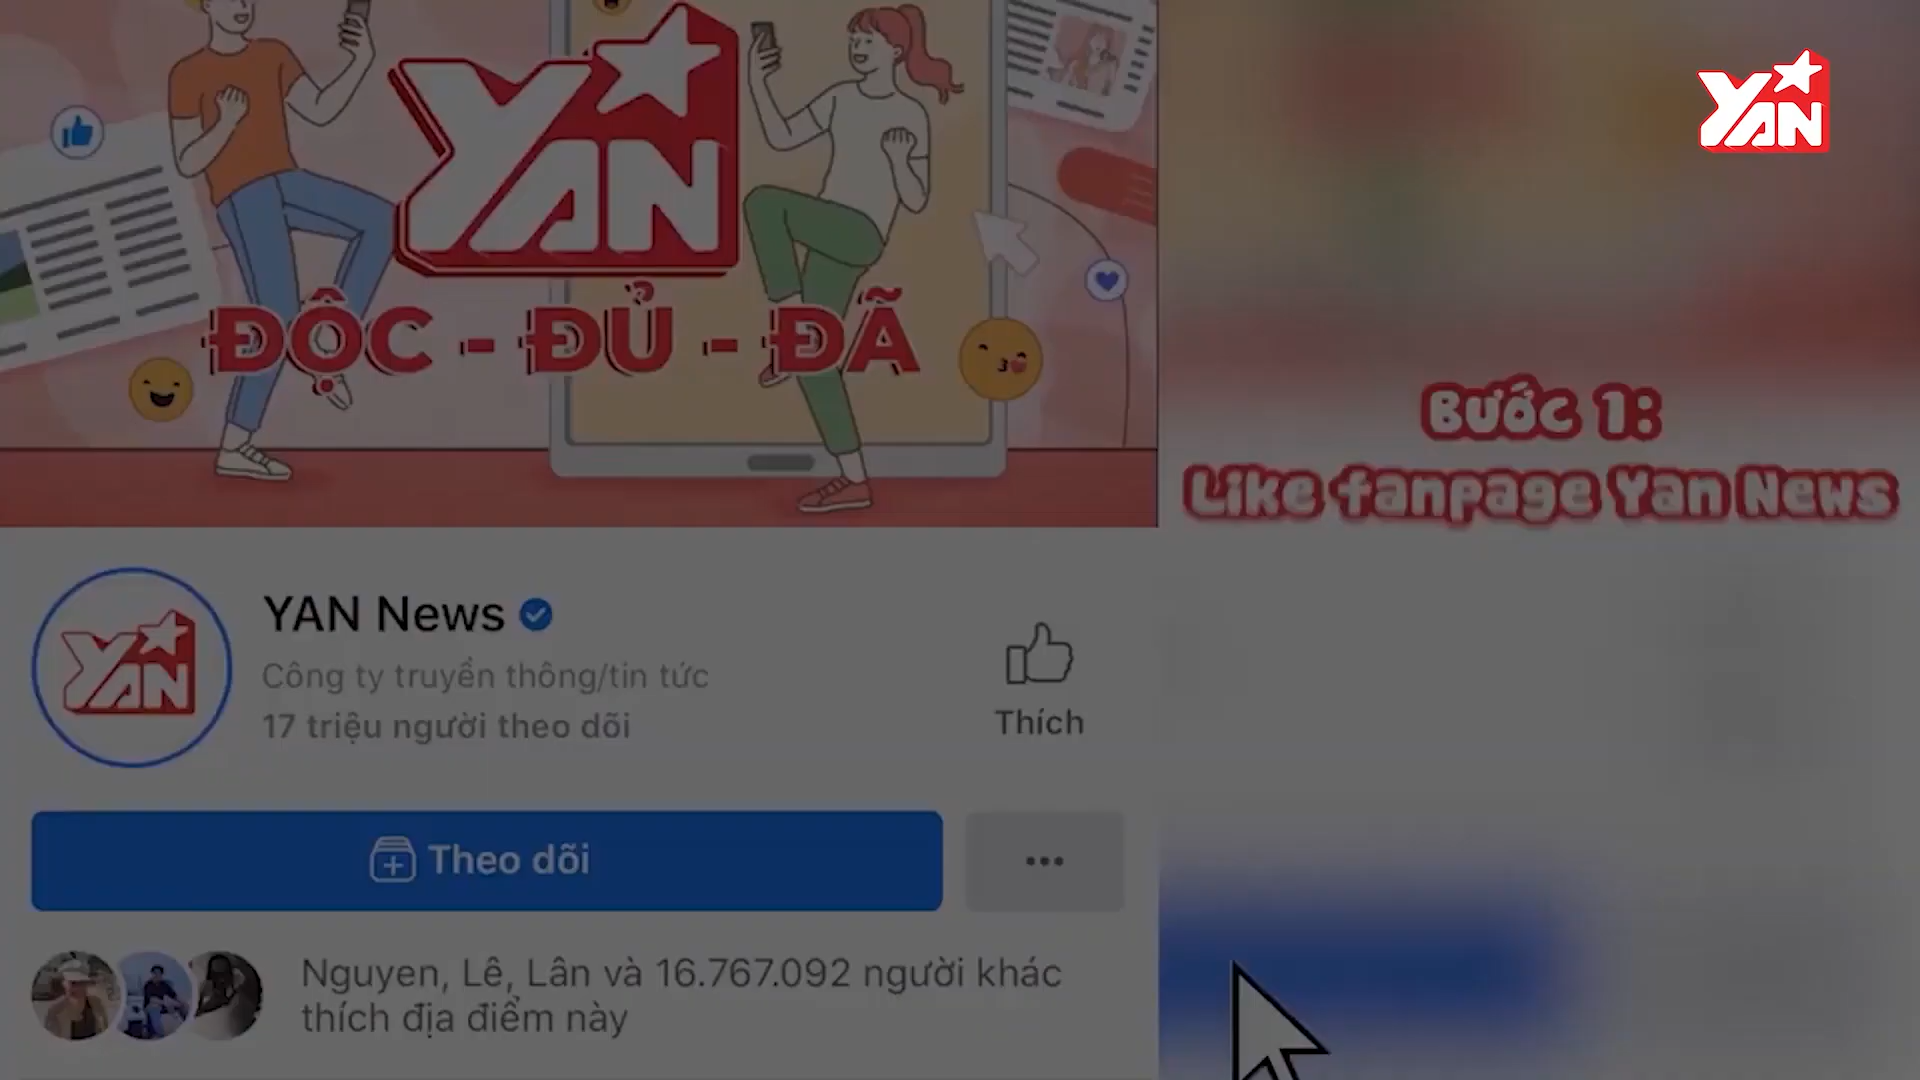 YAN
ĐỘC - ĐỦ - ĐÃ
YAN
Bước 1:
Like fanpage Yan News
YAN
YAN News
Công ty truyền thông/tin tức
17 triệu người theo dõi
Thích
Theo dõi
Nguyen, Lê, Lân và 16.767.092 người khác
thích địa điểm này